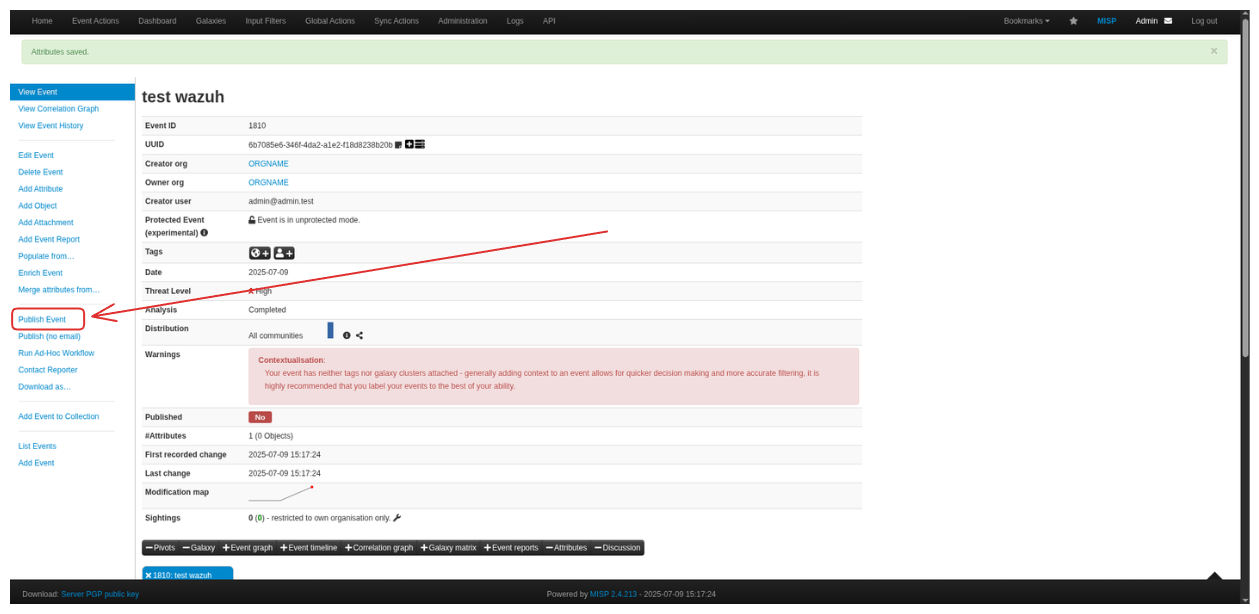 Home Event Actions Dashboard Galaxies Input Filters Global Actions Sync Actions Administration Logs API Bookmarks MISP Admin Log out
Attributes saved. ×
View Event
View Correlation Graph
View Event History
Edit Event
Delete Event
Add Attribute
Add Object
Add Attachment
Add Event Report
Populate from...
Enrich Event
Merge attributes from...
Publish Event
Publish (no email)
Run Ad-Hoc Workflow
Contact Reporter
Download as...
Add Event to Collection
List Events
Add Event
test wazuh
Event ID 1810
UUID 6b7085e6-346f-4da2-a1e2-f18d8238b20b
Creator org ORGNAME
Owner org ORGNAME
Creator user admin@admin.test
Protected Event Event is in unprotected mode.
(experimental)
Tags
Date 2025-07-09
Threat Level High
Analysis Completed
Distribution All communities
Warnings Contextualisation:
Your event has neither tags nor galaxy clusters attached - generally adding context to an event allows for quicker decision making and more accurate filtering, it is
highly recommended that you label your events to the best of your ability.
Published No
#Attributes 1 (0 Objects)
First recorded change 2025-07-09 15:17:24
Last change 2025-07-09 15:17:24
Modification map
Sightings 0 (0) - restricted to own organisation only.
Pivots Galaxy Event graph Event timeline Correlation graph Galaxy matrix Event reports Attributes Discussion
1810: test wazuh
Download: Server PGP public key Powered by MISP 2.4.213 - 2025-07-09 15:17:24